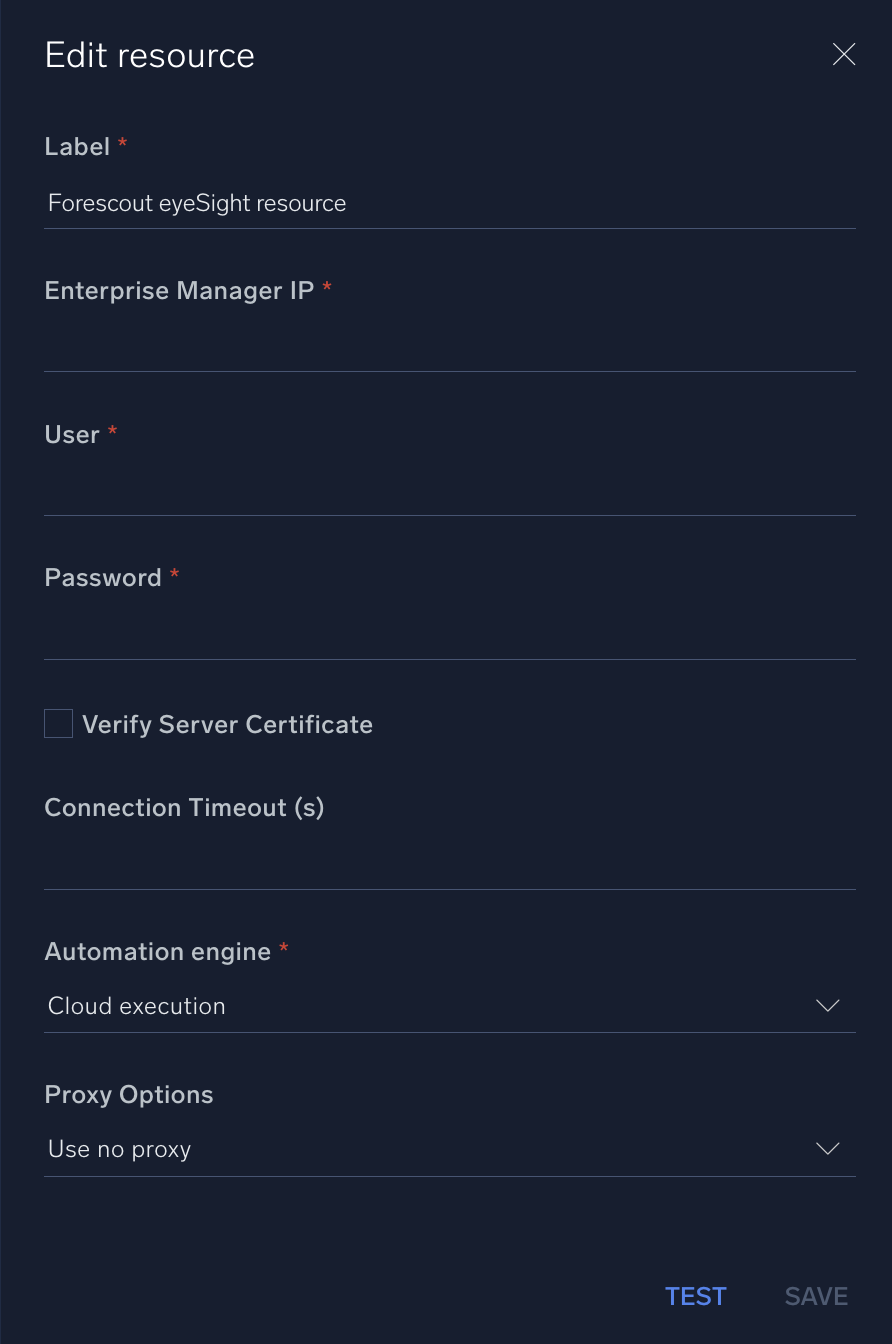 Edit resource
Label *
Forescout eyeSight resource
Enterprise Manager IP *
User *
Password *
Verify Server Certificate
Connection Timeout (s)
Automation engine *
Cloud execution
Proxy Options
Use no proxy
TEST SAVE